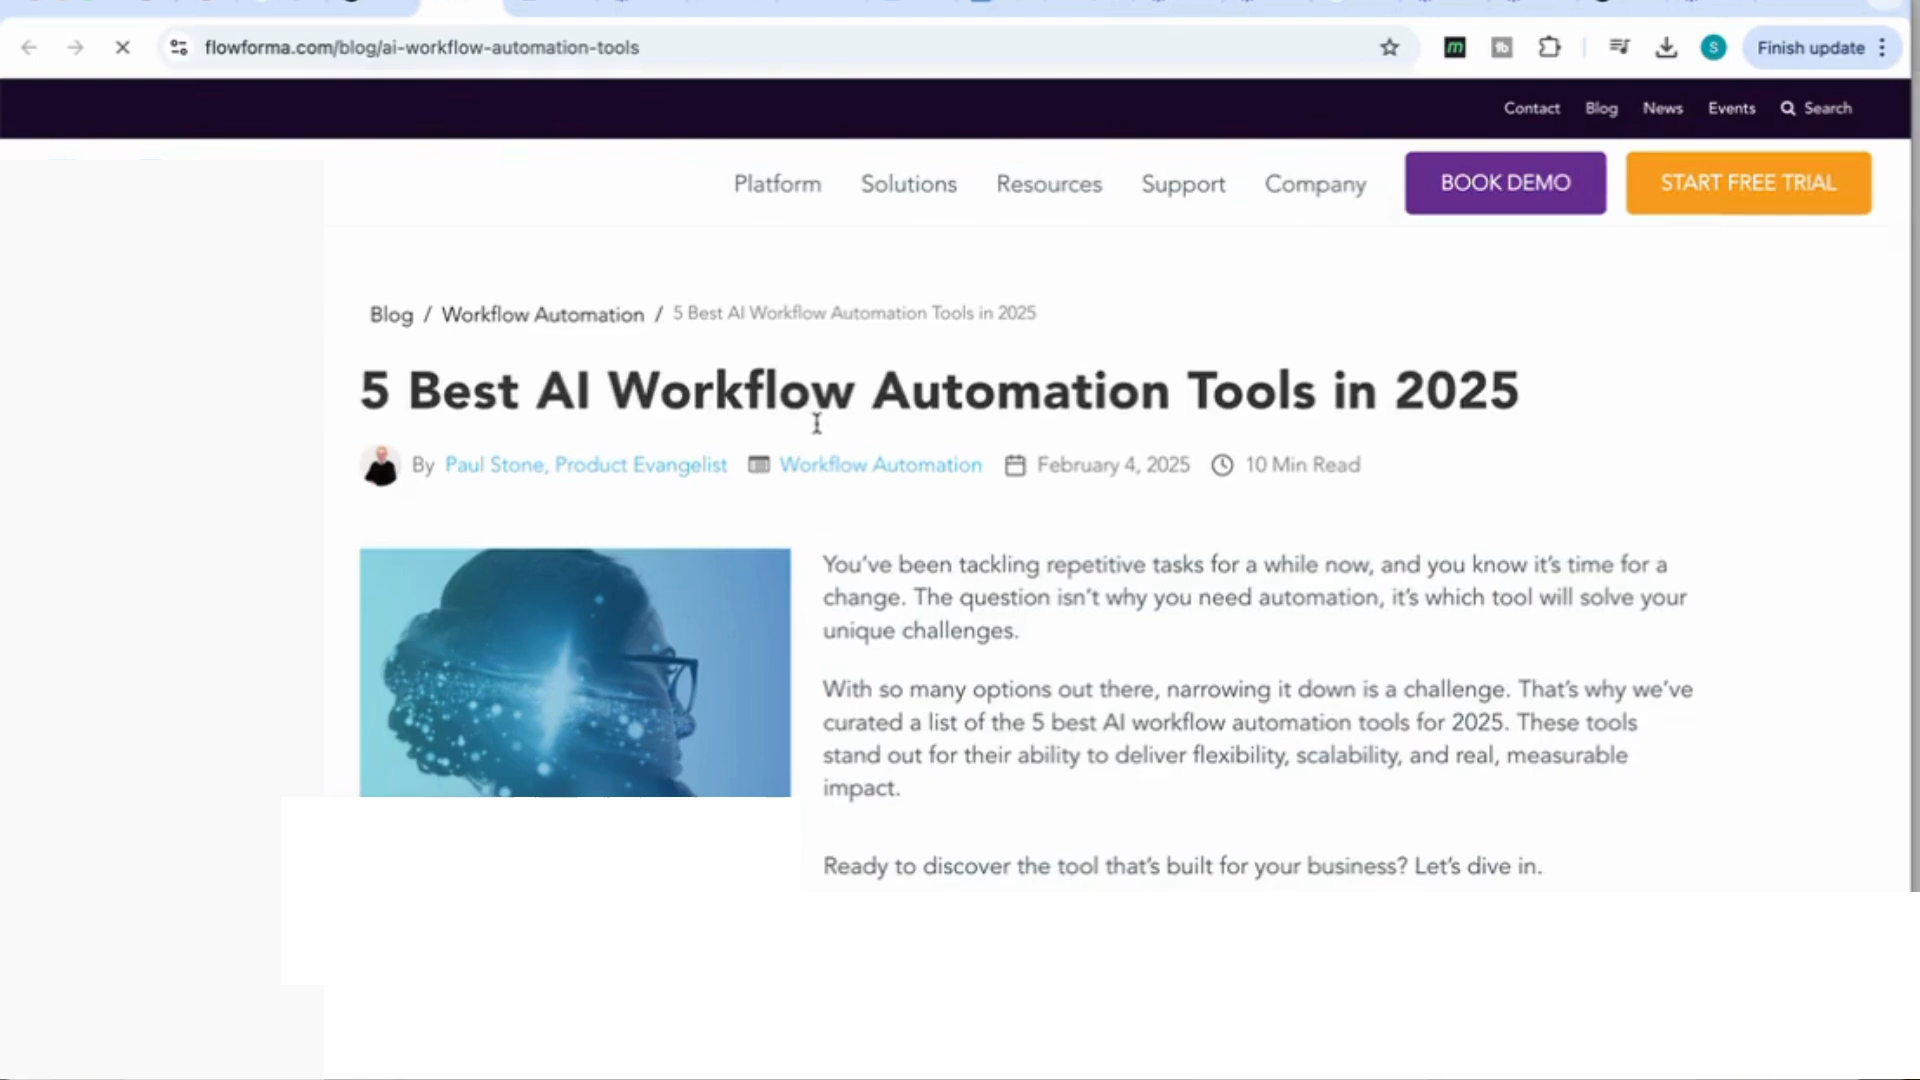 flowforma.com/blog/ai-workflow-automation-tools
Finish update
S
Contact Blog News Events Search
Platform Solutions Resources Support Company BOOK DEMO START FREE TRIAL
Blog / Workflow Automation / 5 Best AI Workflow Automation Tools in 2025
5 Best AI Workflow Automation Tools in 2025
By Paul Stone, Product Evangelist Workflow Automation February 4, 2025 10 Min Read
You've been tackling repetitive tasks for a while now, and you know it's time for a
change. The question isn't why you need automation, it's which tool will solve your
unique challenges.
With so many options out there, narrowing it down is a challenge. That's why we've
curated a list of the 5 best AI workflow automation tools for 2025. These tools
stand out for their ability to deliver flexibility, scalability, and real, measurable
impact.
Ready to discover the tool that's built for your business? Let's dive in.